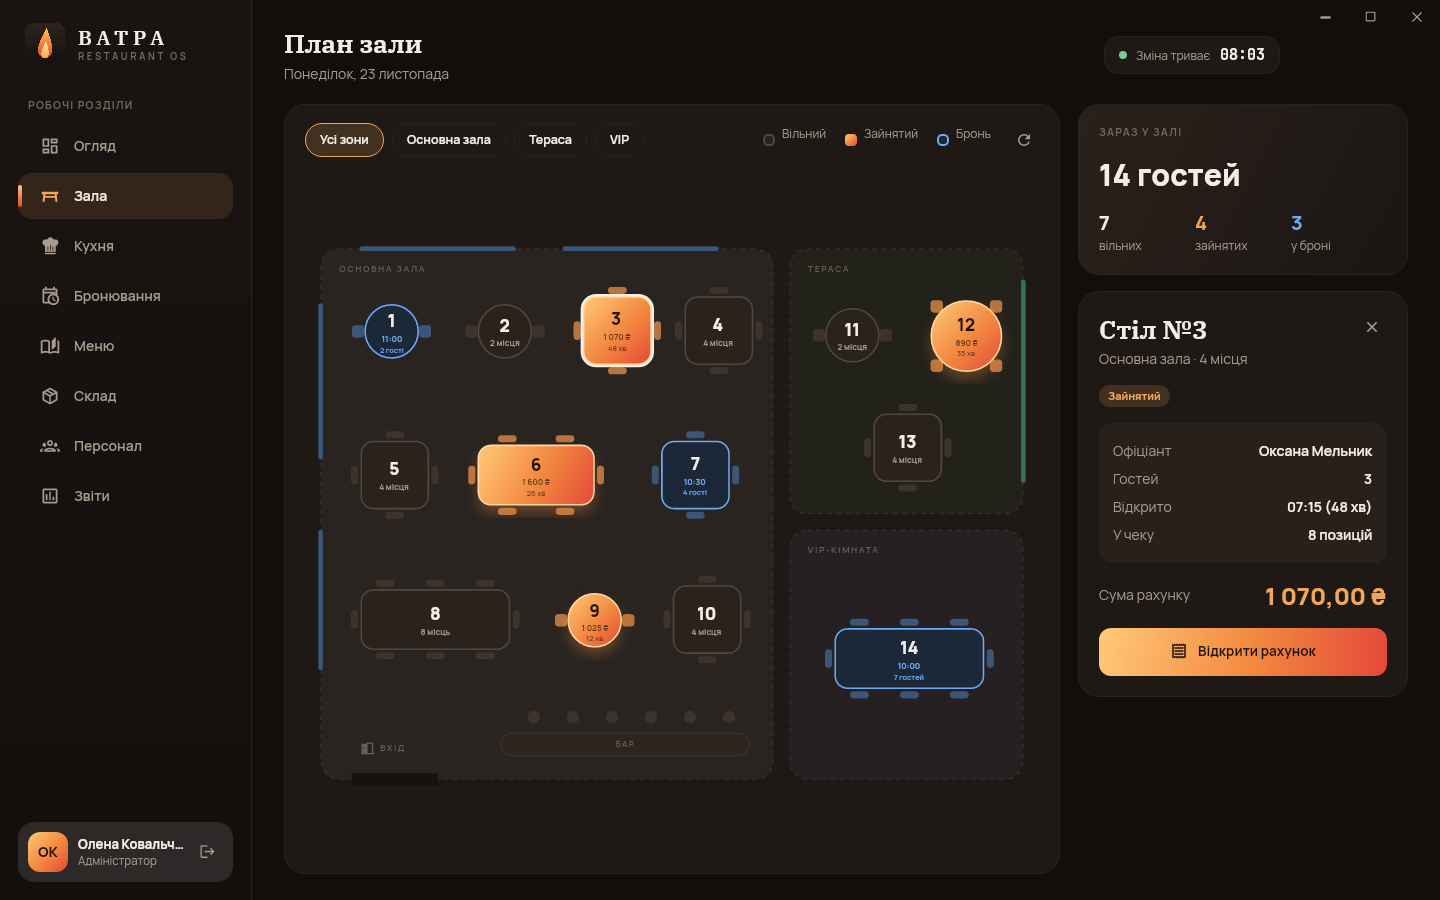 ВАТРА
RESTAURANT OS
РОБОЧІ РОЗДІЛИ
Огляд
Зала
Кухня
Бронювання
Меню
Склад
Персонал
Звіти
ОК
Олена Ковальч...
Адміністратор
План зали
Понеділок, 23 листопада
Зміна триває 08:03
Усі зони
Основна зала
Тераса
VIP
Вільний
Зайнятий
Бронь
ОСНОВНА ЗАЛА
1
11:00
2 гості
2
2 місця
3
1 070 ₴
48 хв
4
4 місця
5
4 місця
6
1 600 ₴
26 хв
7
10:30
4 гості
8
8 місць
9
1 025 ₴
12 хв
10
4 місця
ВХІД
БАР
ТЕРАСА
11
2 місця
12
890 ₴
35 хв
13
4 місця
VIP-КІМНАТА
14
10:00
7 гостей
ЗАРАЗ У ЗАЛІ
14 гостей
7 4 3
вільних зайнятих у броні
Стіл №3
Основна зала · 4 місця
Зайнятий
Офіціант Оксана Мельник
Гостей 3
Відкрито 07:15 (48 хв)
У чеку 8 позицій
Сума рахунку 1 070,00 ₴
Відкрити рахунок